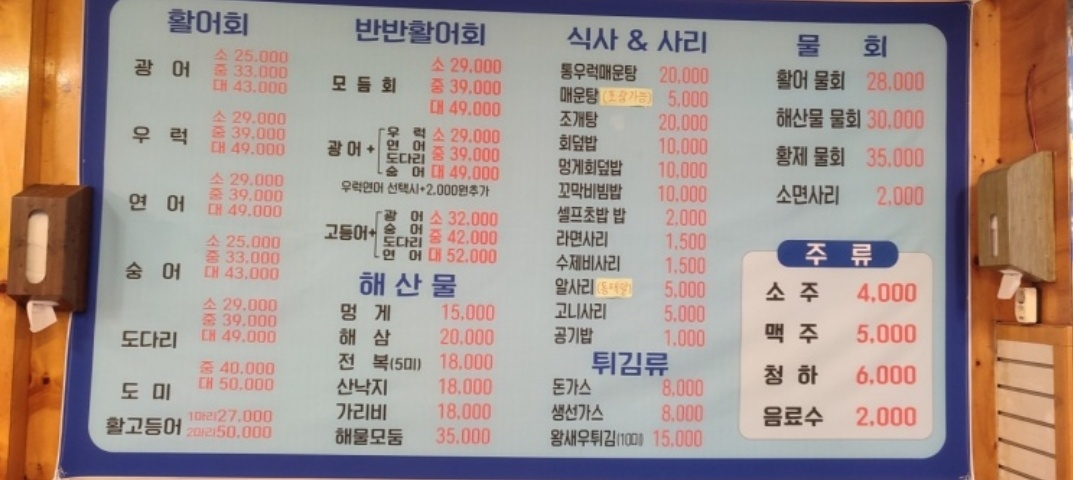 활어회
광 어
소 25.000
중 33.000
대 43.000
우 럭
소 29.000
중 39.000
대 49.000
연 어
소 29.000
중 39.000
대 49.000
숭 어
소 25.000
중 33.000
대 43.000
도다리
소 29.000
중 39.000
대 49.000
도 미
중 40.000
대 50.000
활고등어
1마리27.000
2마리50.000
반반활어회
모 듬 회
소 29.000
중 39.000
대 49.000
광 어 +
우 럭
연 어
도다리
숭 어
소 29.000
중 39.000
대 49.000
우럭연어 선택시+2,000원추가
고등어+
광 어
숭 어
도다리
연 어
소 32.000
중 42.000
대 52.000
해 산 물
멍 게 15,000
해 삼 20,000
전 복(5미) 18,000
산낙지 18,000
가리비 18,000
해물모둠 35.000
식사 & 사리
통우럭매운탕 20,000
매운탕(포장가능) 5,000
조개탕 20,000
회덮밥 10,000
멍게회덮밥 10,000
꼬막비빔밥 10,000
셀프초밥 밥 2,000
라면사리 1,500
수제비사리 1,500
알사리(동태알) 5,000
고니사리 5,000
공기밥 1,000
튀김류
돈가스 8,000
생선가스 8,000
왕새우튀김(10미) 15,000
물 회
활어 물회 28,000
해산물 물회 30,000
황제 물회 35,000
소면사리 2,000
주 류
소 주 4,000
맥 주 5,000
청 하 6,000
음료수 2,000